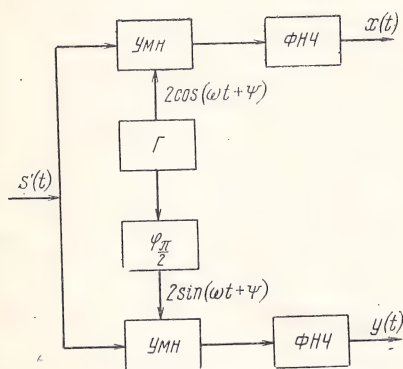 УМН
ФНЧ
x(t)
2cos(ωt+Ψ)
Г
s'(t)
φπ/2
2sin(ωt+Ψ)
УМН
ФНЧ
y(t)